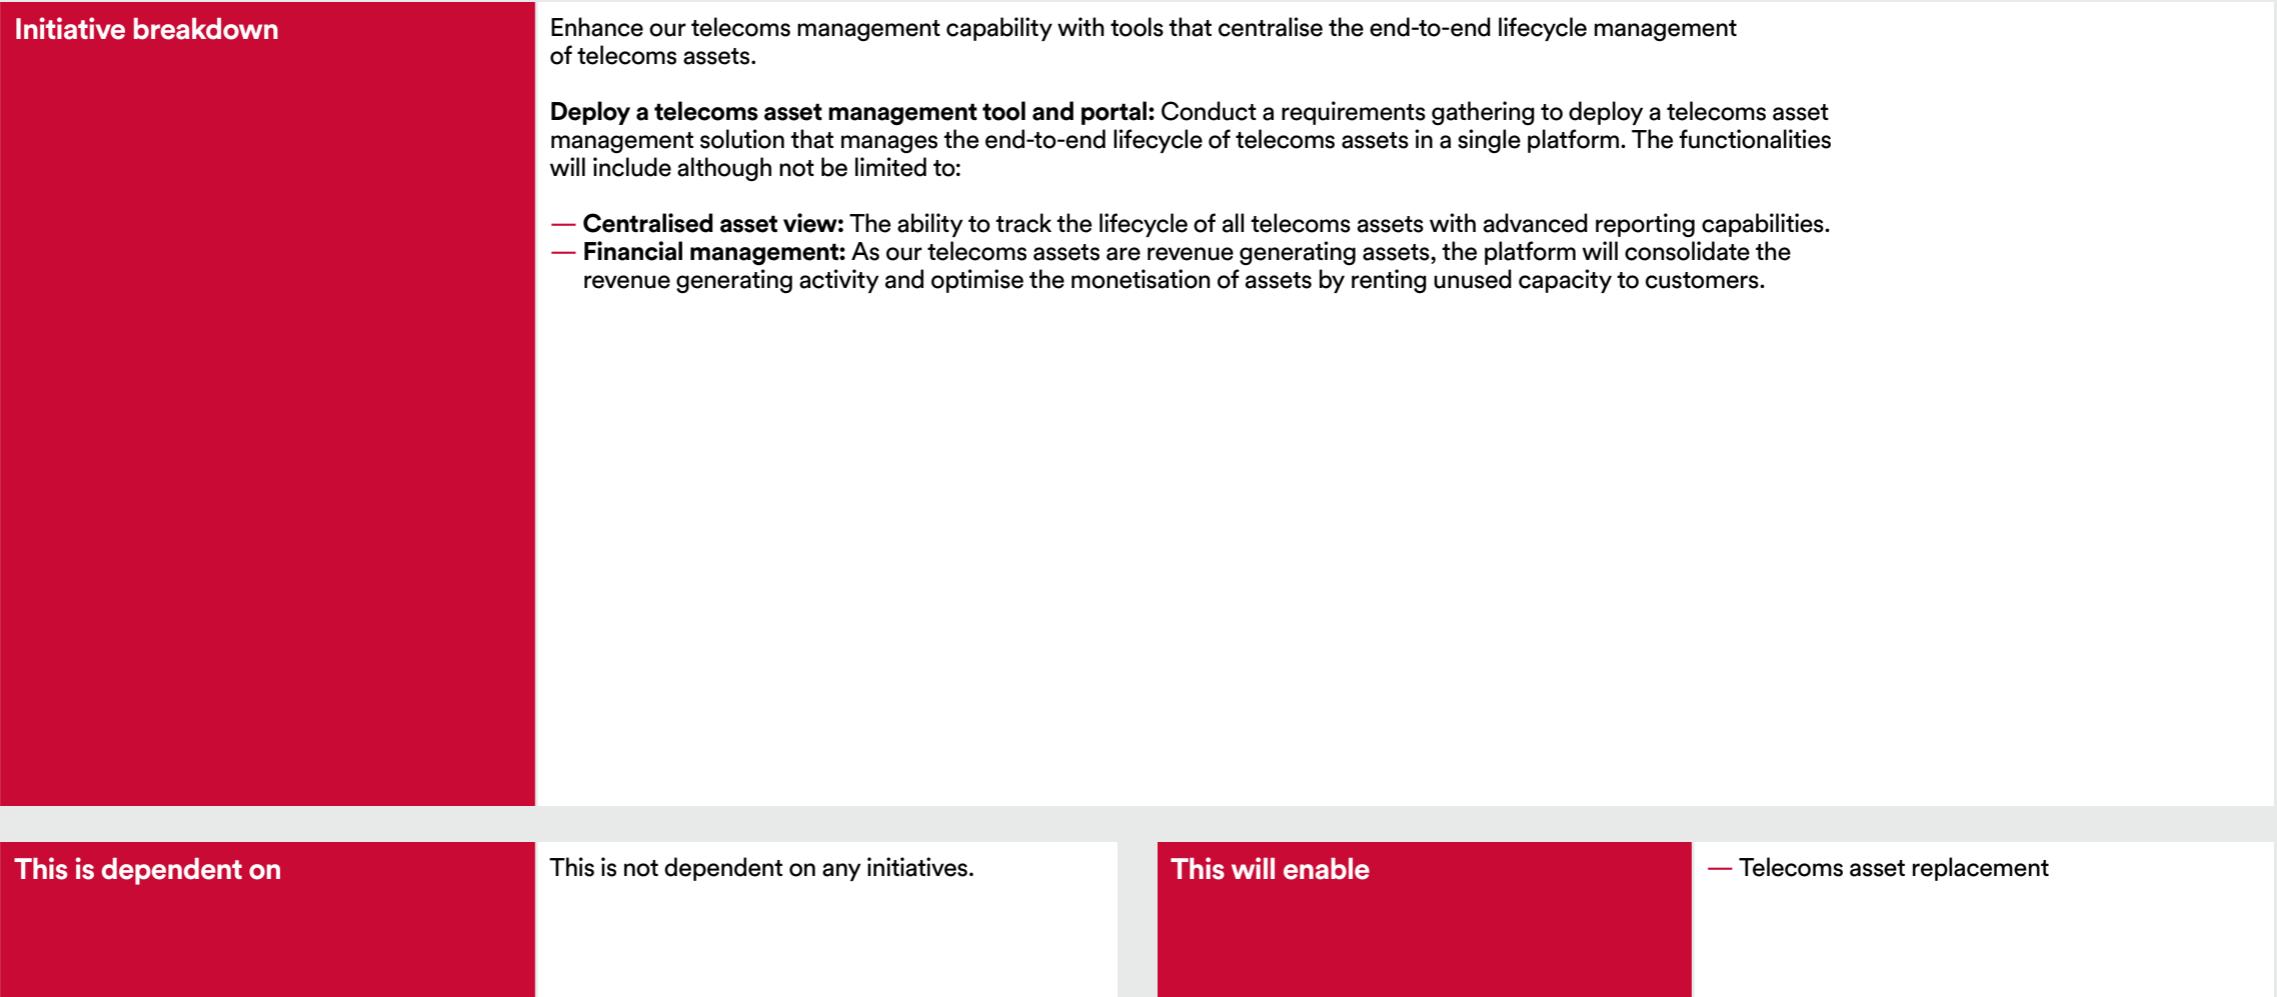 Initiative breakdown
Enhance our telecoms management capability with tools that centralise the end-to-end lifecycle management
of telecoms assets.
Deploy a telecoms asset management tool and portal: Conduct a requirements gathering to deploy a telecoms asset
management solution that manages the end-to-end lifecycle of telecoms assets in a single platform. The functionalities
will include although not be limited to:
— Centralised asset view: The ability to track the lifecycle of all telecoms assets with advanced reporting capabilities.
— Financial management: As our telecoms assets are revenue generating assets, the platform will consolidate the
revenue generating activity and optimise the monetisation of assets by renting unused capacity to customers.
This is dependent on
This is not dependent on any initiatives.
This will enable
— Telecoms asset replacement